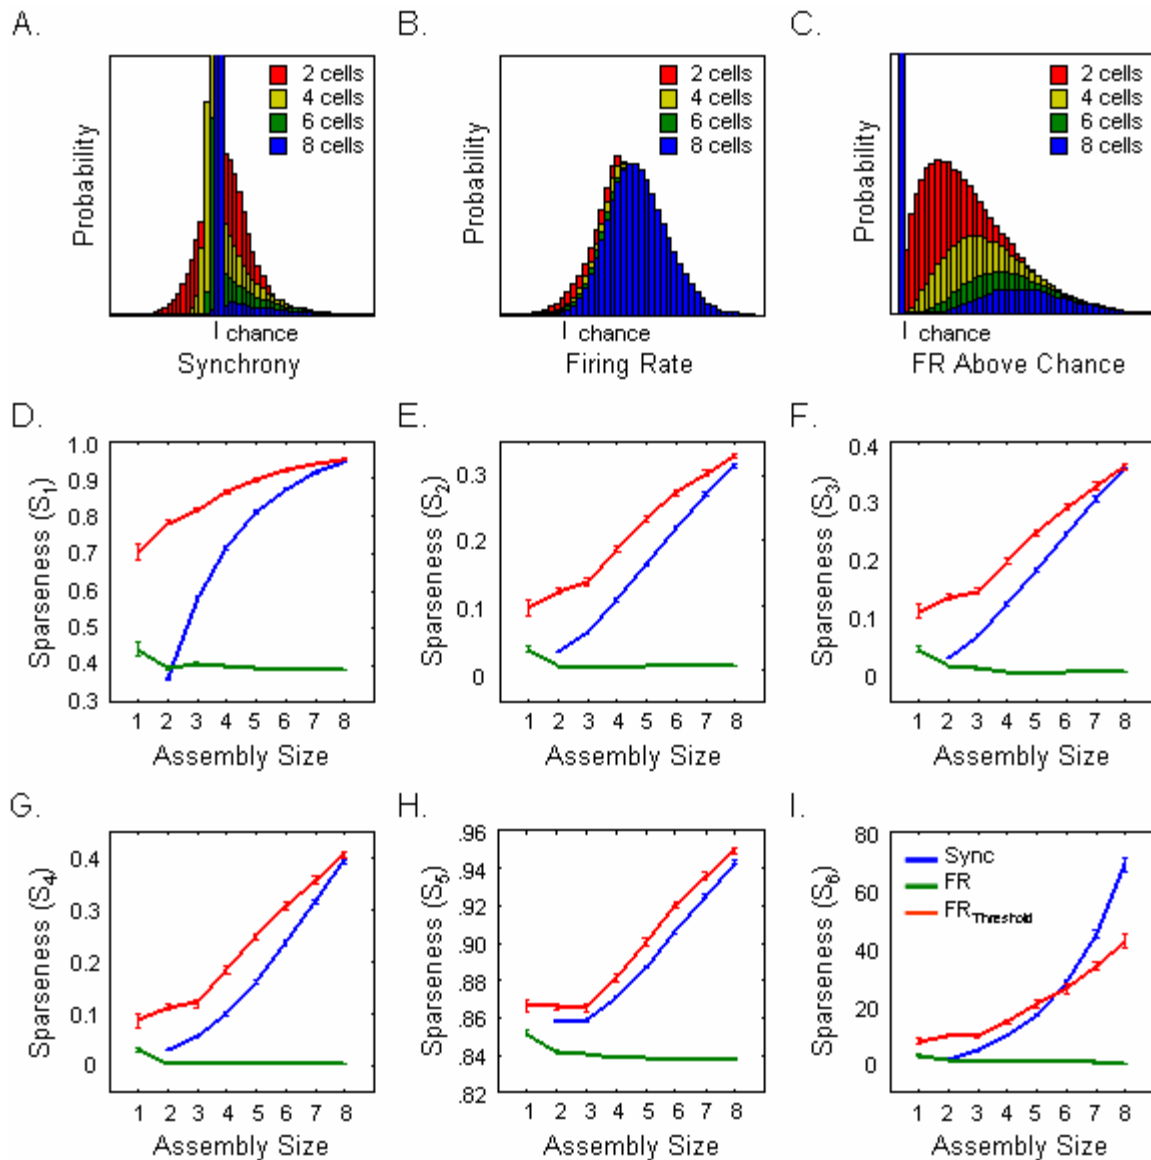 A.
B.
C.
2 cells
4 cells
6 cells
8 cells
Probability
chance
Synchrony
2 cells
4 cells
6 cells
8 cells
Probability
chance
Firing Rate
2 cells
4 cells
6 cells
8 cells
Probability
chance
FR Above Chance
D.
E.
F.
1.0
0.9
0.8
0.7
0.6
0.5
0.4
0.3
Sparseness (S1)
1 2 3 4 5 6 7 8
Assembly Size
0.3
0.2
0.1
0
Sparseness (S2)
1 2 3 4 5 6 7 8
Assembly Size
0.4
0.3
0.2
0.1
0
Sparseness (S3)
1 2 3 4 5 6 7 8
Assembly Size
G.
H.
I.
0.4
0.3
0.2
0.1
0
Sparseness (S4)
1 2 3 4 5 6 7 8
Assembly Size
.96
.94
.92
.90
.88
.86
.84
.82
Sparseness (S5)
1 2 3 4 5 6 7 8
Assembly Size
80
60
40
20
0
Sparseness (S6)
Sync
FR
FRThreshold
1 2 3 4 5 6 7 8
Assembly Size